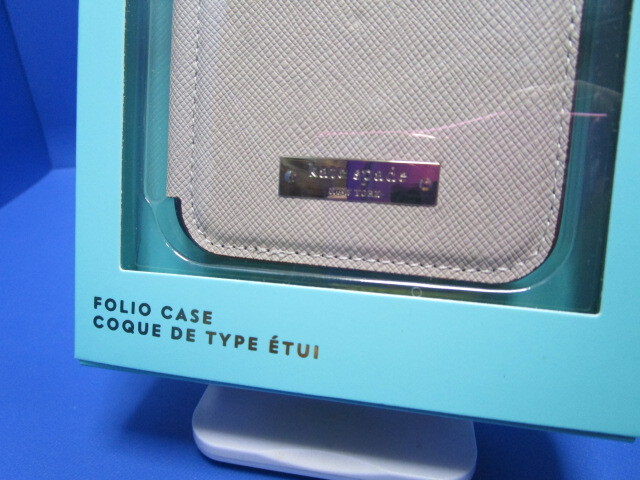 kate spade
NEW YORK
FOLIO CASE
COQUE DE TYPE ÉTUI